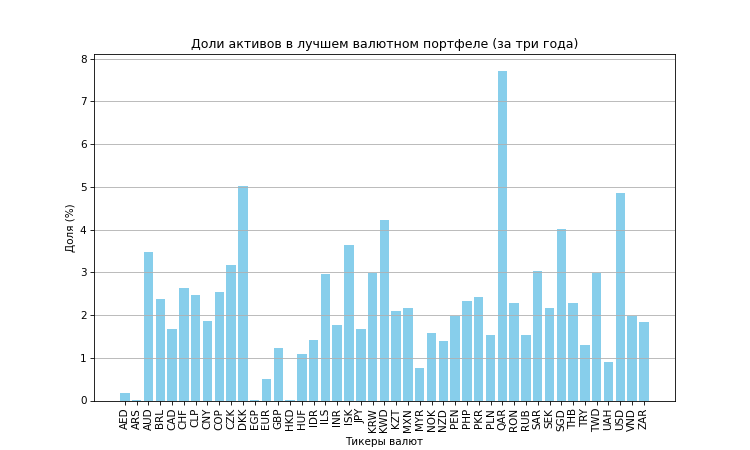 Доли активов в лучшем валютном портфеле (за три года)
Доля (%)
8
7
6
5
4
3
2
1
0
AED
ARS
AUD
BRL
CAD
CHF
CLP
CNY
COP
CZK
DKK
EGP
EUR
GBP
HKD
HUF
IDR
ILS
INR
ISK
JPY
KRW
KWD
KZT
MXN
MYR
NOK
NZD
PEN
PHP
PKR
PLN
QAR
RON
RUB
SAR
SEK
SGD
THB
TRY
TWD
UAH
USD
VND
ZAR
Тикеры валют